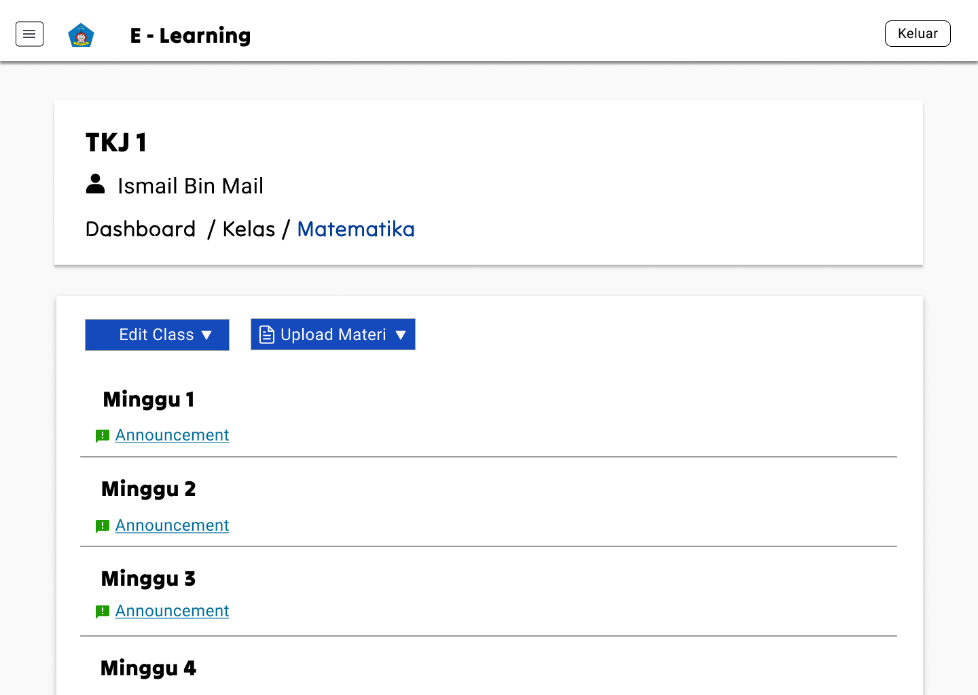 E - Learning
Keluar
TKJ 1
Ismail Bin Mail
Dashboard / Kelas / Matematika
Edit Class ▼
Upload Materi ▼
Minggu 1
Announcement
Minggu 2
Announcement
Minggu 3
Announcement
Minggu 4